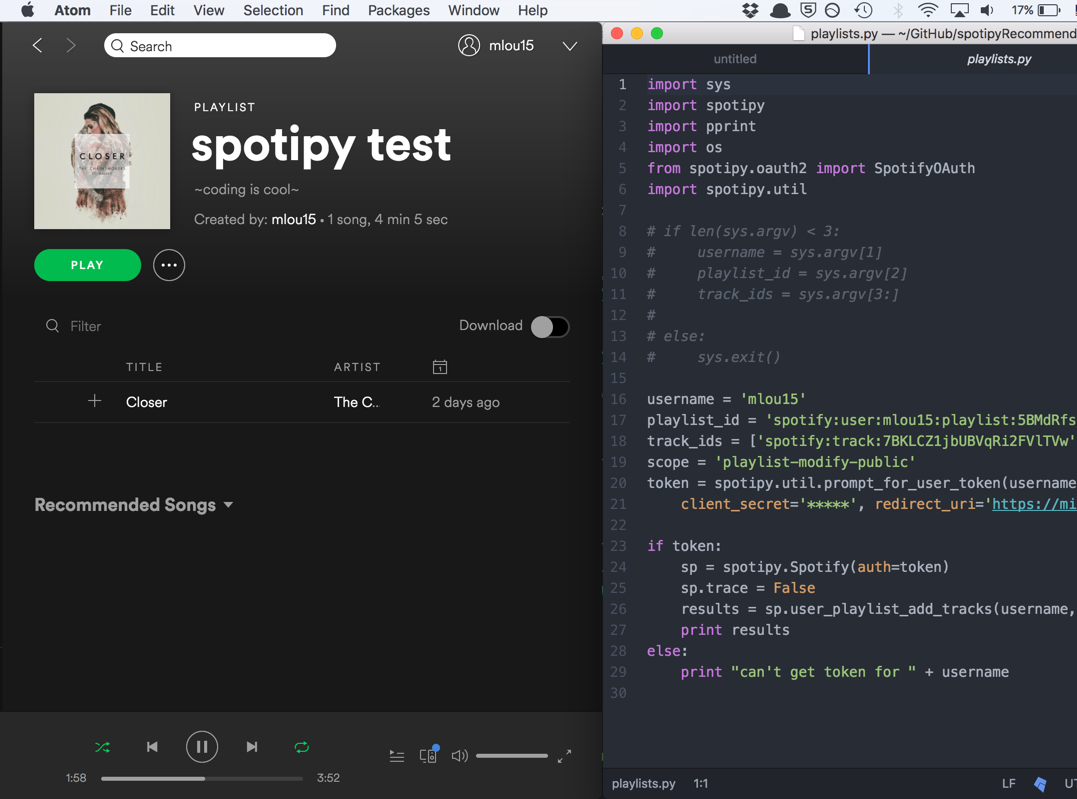 Atom File Edit View Selection Find Packages Window Help 17%
Search
mlou15
CLOSER
PLAYLIST
spotipy test
~coding is cool~
Created by: mlou15 • 1 song, 4 min 5 sec
PLAY
Filter
Download
TITLE ARTIST
Closer The C... 2 days ago
Recommended Songs
1:58 3:52
playlists.py — ~/GitHub/spotipyRecommend
untitled playlists.py
1 import sys
2 import spotipy
3 import pprint
4 import os
5 from spotipy.oauth2 import SpotifyOAuth
6 import spotipy.util
7
8 # if len(sys.argv) < 3:
9 #     username = sys.argv[1]
10 #     playlist_id = sys.argv[2]
11 #     track_ids = sys.argv[3:]
12 #
13 # else:
14 #     sys.exit()
15
16 username = 'mlou15'
17 playlist_id = 'spotify:user:mlou15:playlist:5BMdRfs
18 track_ids = ['spotify:track:7BKLCZ1jbUBVqRi2FVlTVw'
19 scope = 'playlist-modify-public'
20 token = spotipy.util.prompt_for_user_token(username
21     client_secret='*****', redirect_uri='https://mi
22
23 if token:
24     sp = spotipy.Spotify(auth=token)
25     sp.trace = False
26     results = sp.user_playlist_add_tracks(username,
27     print results
28 else:
29     print "can't get token for " + username
30
playlists.py 1:1 LF UT